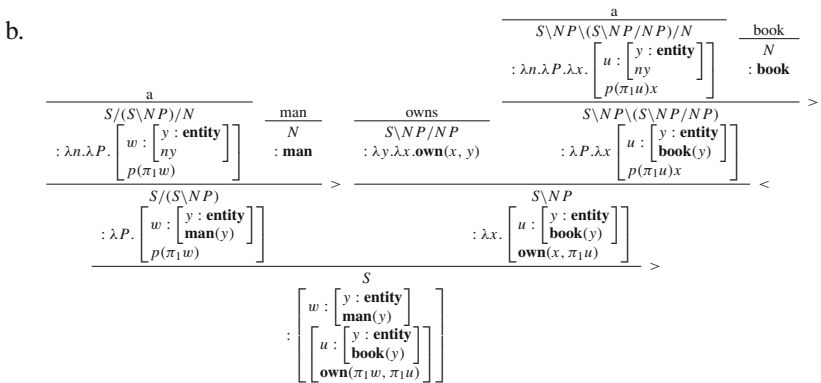 b.
a
S\NP\(S\NP/NP)/N
: λn.λP.λx. [ u : [ y : entity
ny ]
p(π₁u)x ]
book
N
: book
>
a
S/(S\NP)/N
: λn.λP. [ w : [ y : entity
ny ]
p(π₁w) ]
man
N
: man
>
owns
S\NP/NP
: λy.λx.own(x, y)
S\NP\(S\NP/NP)
: λP.λx [ u : [ y : entity
book(y) ]
p(π₁u)x ]
<
S/(S\NP)
: λP. [ w : [ y : entity
man(y) ]
p(π₁w) ]
S\NP
: λx. [ u : [ y : entity
book(y) ]
own(x, π₁u) ]
>
S
: [ w : [ y : entity
man(y) ]
[ u : [ y : entity
book(y) ]
own(π₁w, π₁u) ] ]